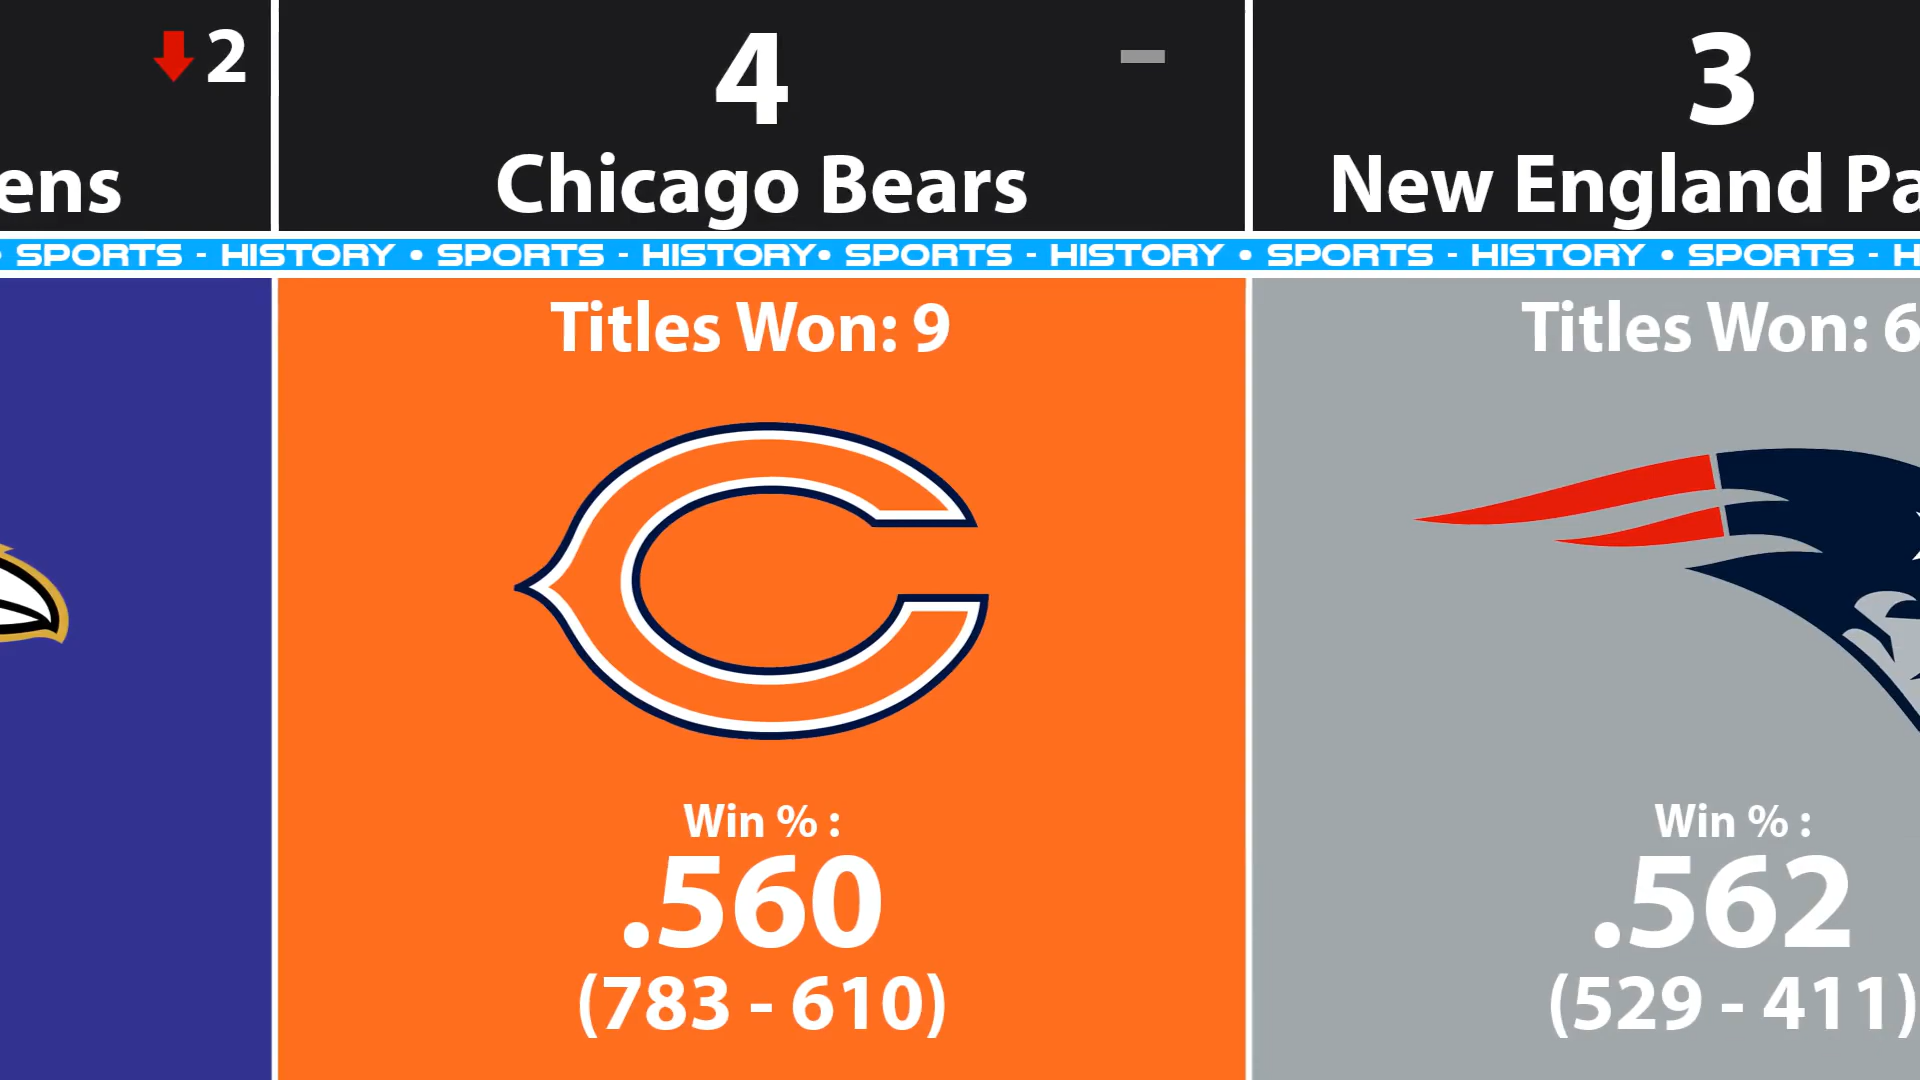 2
ens
4
Chicago Bears
3
New England Pa
• SPORTS - HISTORY • SPORTS - HISTORY• SPORTS - HISTORY • SPORTS - HISTORY • SPORTS - H
Titles Won: 9
Win % :
.560
(783 - 610)
Titles Won: 6
Win % :
.562
(529 - 411)